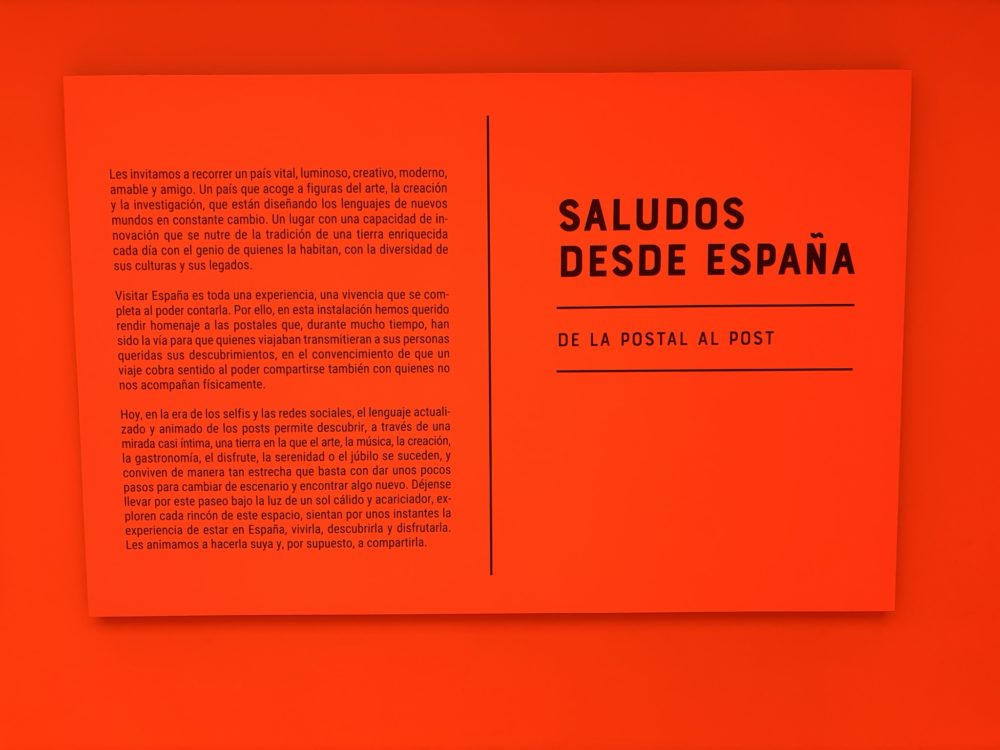 Les invitamos a recorrer un país vital, luminoso, creativo, moderno,
amable y amigo. Un país que acoge a figuras del arte, la creación
y la investigación, que están diseñando los lenguajes de nuevos
mundos en constante cambio. Un lugar con una capacidad de in-
novación que se nutre de la tradición de una tierra enriquecida
cada día con el genio de quienes la habitan, con la diversidad de
sus culturas y sus legados.
Visitar España es toda una experiencia, una vivencia que se com-
pleta al poder contarla. Por ello, en esta instalación hemos querido
rendir homenaje a las postales que, durante mucho tiempo, han
sido la vía para que quienes viajaban transmitieran a sus personas
queridas sus descubrimientos, en el convencimiento de que un
viaje cobra sentido al poder compartirse también con quienes no
nos acompañan físicamente.
Hoy, en la era de los selfis y las redes sociales, el lenguaje actuali-
zado y animado de los posts permite descubrir, a través de una
mirada casi íntima, una tierra en la que el arte, la música, la creación,
la gastronomía, el disfrute, la serenidad o el júbilo se suceden, y
conviven de manera tan estrecha que basta con dar unos pocos
pasos para cambiar de escenario y encontrar algo nuevo. Déjense
llevar por este paseo bajo la luz de un sol cálido y acariciador, ex-
ploren cada rincón de este espacio, sientan por unos instantes la
experiencia de estar en España, vivirla, descubrirla y disfrutarla.
Les animamos a hacerla suya y, por supuesto, a compartirla.
SALUDOS
DESDE ESPAÑA
DE LA POSTAL AL POST